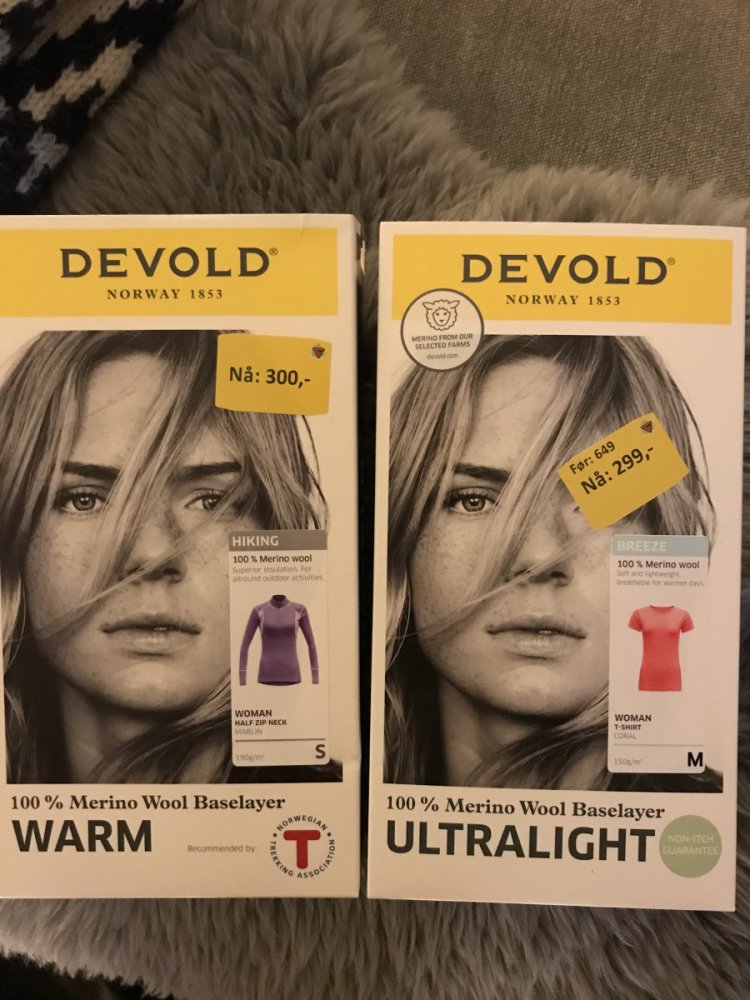 DEVOLD®
NORWAY 1853
Nå: 300,-
HIKING
100 % Merino wool
Superior insulation. For
allround outdoor activities
WOMAN
HALF ZIP NECK
MARLIN
190g/m²
S
100 % Merino Wool Baselayer
WARM
Recommended by:
• NORWEGIAN •
TREKKING ASSOCIATION
T
DEVOLD®
NORWAY 1853
MERINO FROM OUR
SELECTED FARMS
devold.com
Før: 649
Nå: 299,-
BREEZE
100 % Merino wool
Soft and lightweight,
breathable for warmer days.
WOMAN
T-SHIRT
CORAL
150g/m²
M
100 % Merino Wool Baselayer
ULTRALIGHT
NON-ITCH
GUARANTEE